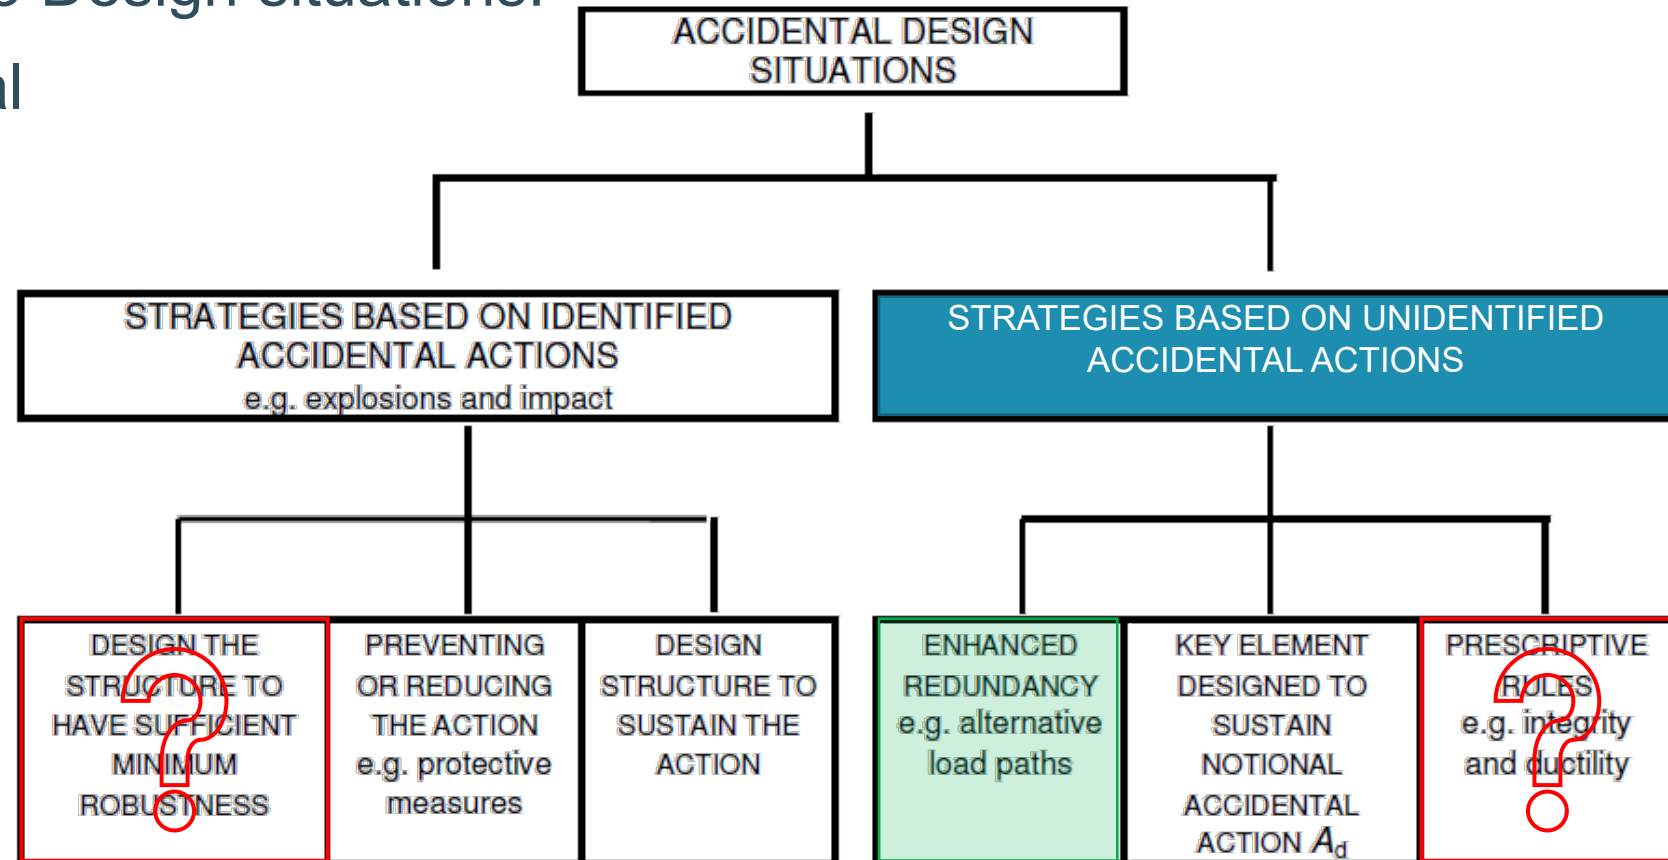 Design situations.
al
ACCIDENTAL DESIGN
SITUATIONS
STRATEGIES BASED ON IDENTIFIED
ACCIDENTAL ACTIONS
e.g. explosions and impact
STRATEGIES BASED ON UNIDENTIFIED
ACCIDENTAL ACTIONS
DESIGN THE
STRUCTURE TO
HAVE SUFFICIENT
MINIMUM
ROBUSTNESS
?
PREVENTING
OR REDUCING
THE ACTION
e.g. protective
measures
DESIGN
STRUCTURE TO
SUSTAIN THE
ACTION
ENHANCED
REDUNDANCY
e.g. alternative
load paths
KEY ELEMENT
DESIGNED TO
SUSTAIN
NOTIONAL
ACCIDENTAL
ACTION Ad
PRESCRIPTIVE
RULES
e.g. integrity
and ductility
?